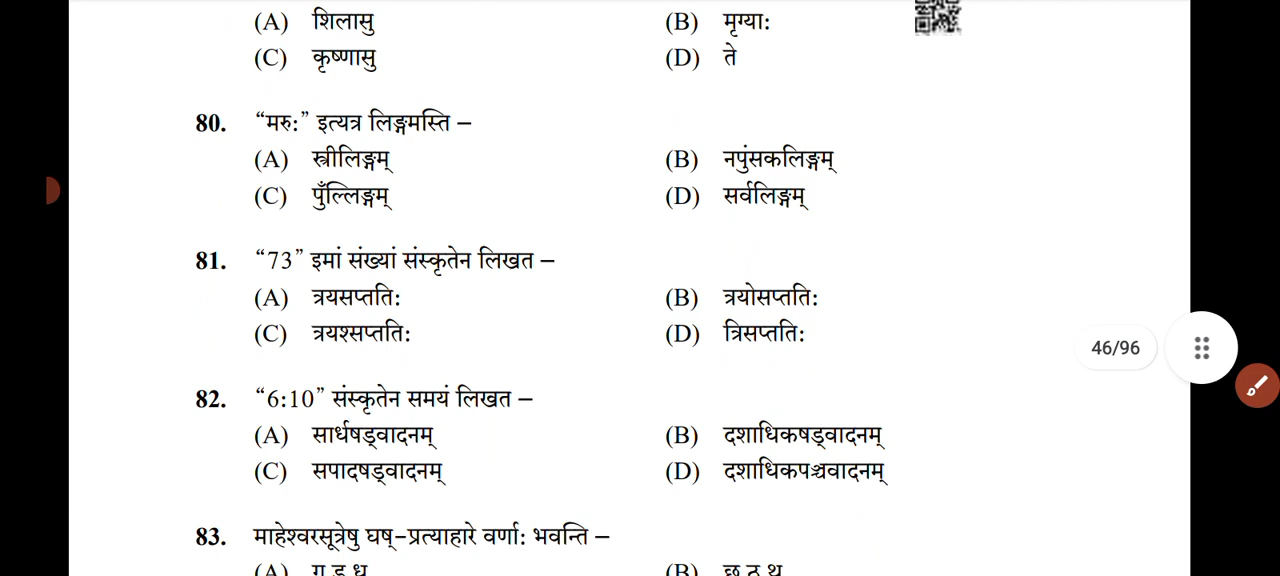 (A) शिलासु (B) मृग्याः
(C) कृष्णासु (D) ते
80. “मरुः” इत्यत्र लिङ्गमस्ति –
(A) स्त्रीलिङ्गम् (B) नपुंसकलिङ्गम्
(C) पुँल्लिङ्गम् (D) सर्वलिङ्गम्
81. “73” इमां संख्यां संस्कृतेन लिखत –
(A) त्रयसप्ततिः (B) त्रयोसप्ततिः
(C) त्रयश्सप्ततिः (D) त्रिसप्ततिः
46/96
82. “6:10” संस्कृतेन समयं लिखत –
(A) सार्धषड्वादनम् (B) दशाधिकषड्वादनम्
(C) सपादषड्वादनम् (D) दशाधिकपञ्चवादनम्
83. माहेश्वरसूत्रेषु घष्-प्रत्याहारे वर्णाः भवन्ति –
(A) ग ड ध (B) छ ठ थ